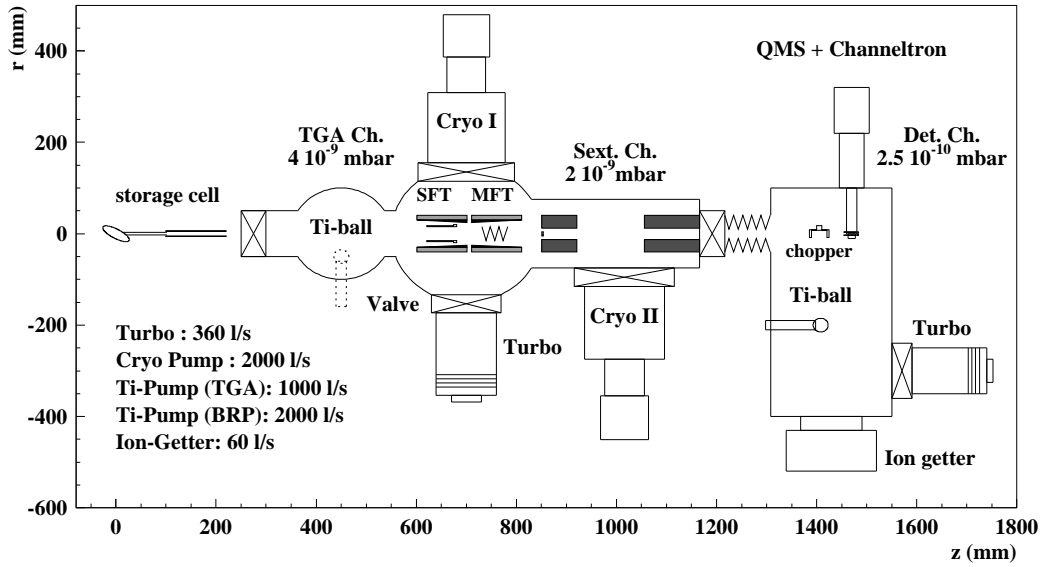 r (mm)
400
200
0
-200
-400
-600
QMS + Channeltron
Cryo I
TGA Ch.
4 10⁻⁹ mbar
Sext. Ch.
2 10⁻⁹mbar
Det. Ch.
2.5 10⁻¹⁰ mbar
storage cell
SFT MFT
Ti-ball
chopper
Valve
Ti-ball
Cryo II
Turbo
Turbo
Turbo : 360 l/s
Cryo Pump : 2000 l/s
Ti-Pump (TGA): 1000 l/s
Ti-Pump (BRP): 2000 l/s
Ion-Getter: 60 l/s
Ion getter
0 200 400 600 800 1000 1200 1400 1600 1800
z (mm)